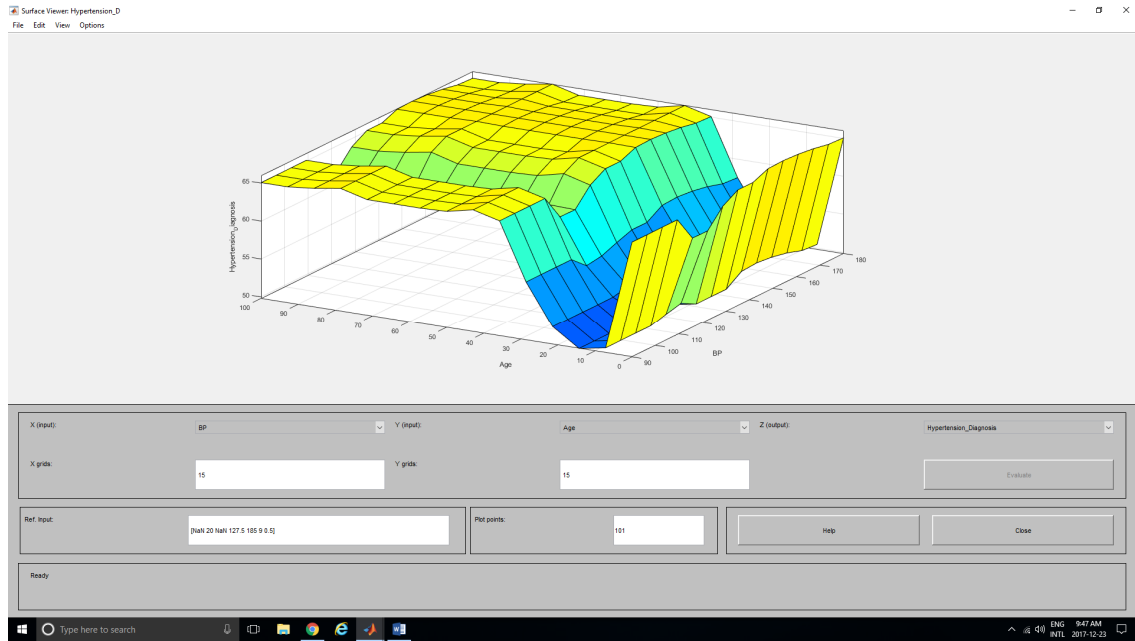 Surface Viewer: Hypertension_D
File Edit View Options
65
60
55
50
Hypertension_Diagnosis
100
90
80
70
60
50
40
30
20
10
0
Age
90
100
110
120
130
140
150
160
170
180
BP
X (input): BP Y (input): Age Z (output): Hypertension_Diagnosis
X grids: 15 Y grids: 15 Evaluate
Ref. Input: [NaN 20 NaN 127.5 185 9 0.5] Plot points: 101 Help Close
Ready
Type here to search
ENG 9:47 AM
INTL 2017-12-23